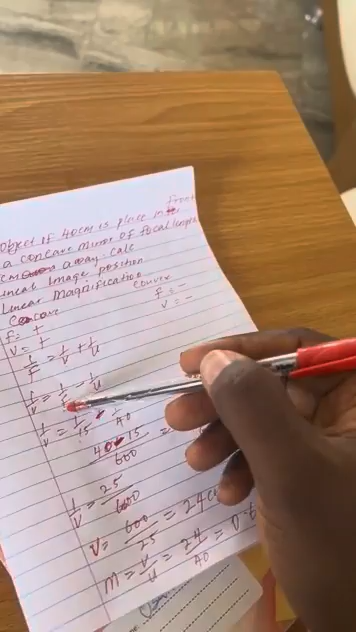 Front
Object of 40cm is place in
a concave mirror of focal length
cm away. calc
Linear Image position
Linear Magnification
Concave
Convex
f = +
f = -
v = +
v = -
1/f = 1/v + 1/u
1/v = 1/f - 1/u
1/v = 1/15 - 1/40
40-15/600 =
1/v = 25/600
v = 600/25 = 24c
M = v/u = 24/40 = 0.6